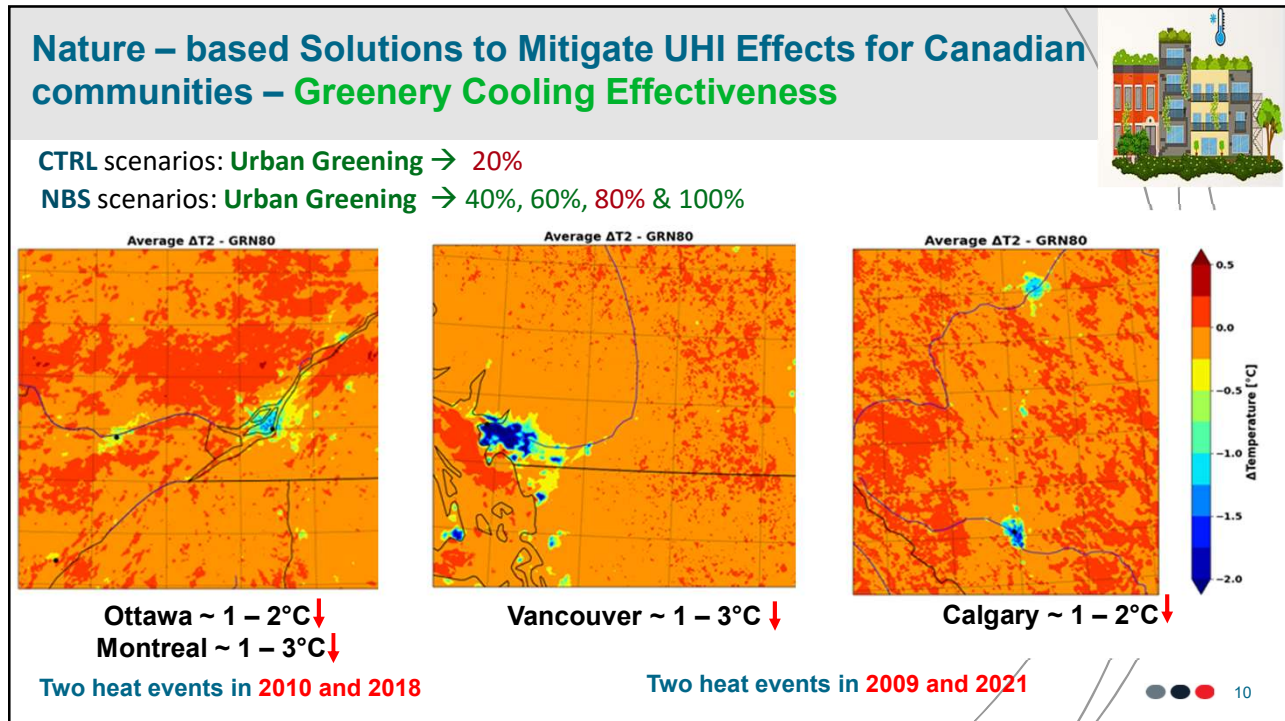 Nature – based Solutions to Mitigate UHI Effects for Canadian
communities – Greenery Cooling Effectiveness
CTRL scenarios: Urban Greening → 20%
NBS scenarios: Urban Greening → 40%, 60%, 80% & 100%
Average ΔT2 - GRN80
Average ΔT2 - GRN80
Average ΔT2 - GRN80
0.5
0.0
−0.5
−1.0
−1.5
−2.0
ΔTemperature [°C]
Ottawa ~ 1 – 2°C↓
Montreal ~ 1 – 3°C↓
Vancouver ~ 1 – 3°C ↓
Calgary ~ 1 – 2°C↓
Two heat events in 2010 and 2018
Two heat events in 2009 and 2021
10